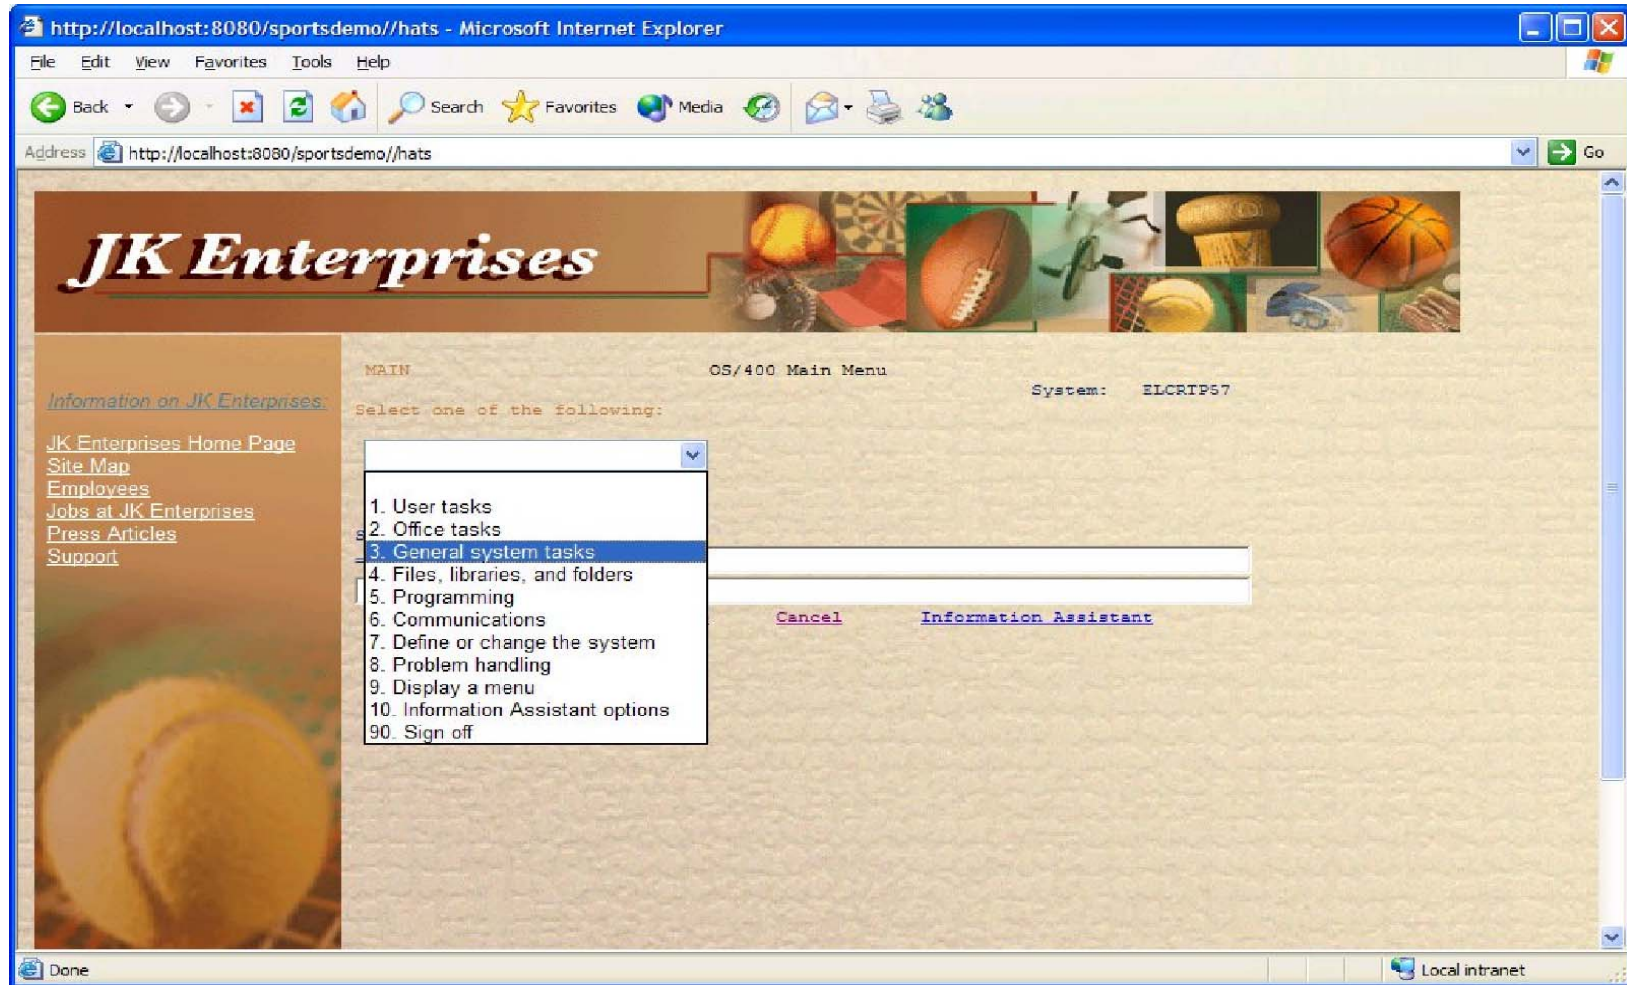 http://localhost:8080/sportsdemo//hats - Microsoft Internet Explorer
File Edit View Favorites Tools Help
Back Search Favorites Media
Address http://localhost:8080/sportsdemo//hats Go
JK Enterprises
Information on JK Enterprises:
JK Enterprises Home Page
Site Map
Employees
Jobs at JK Enterprises
Press Articles
Support
MAIN OS/400 Main Menu
System: ELCRTP57
Select one of the following:
1. User tasks
2. Office tasks
3. General system tasks
4. Files, libraries, and folders
5. Programming
6. Communications
7. Define or change the system
8. Problem handling
9. Display a menu
10. Information Assistant options
90. Sign off
Cancel Information Assistant
Done Local intranet